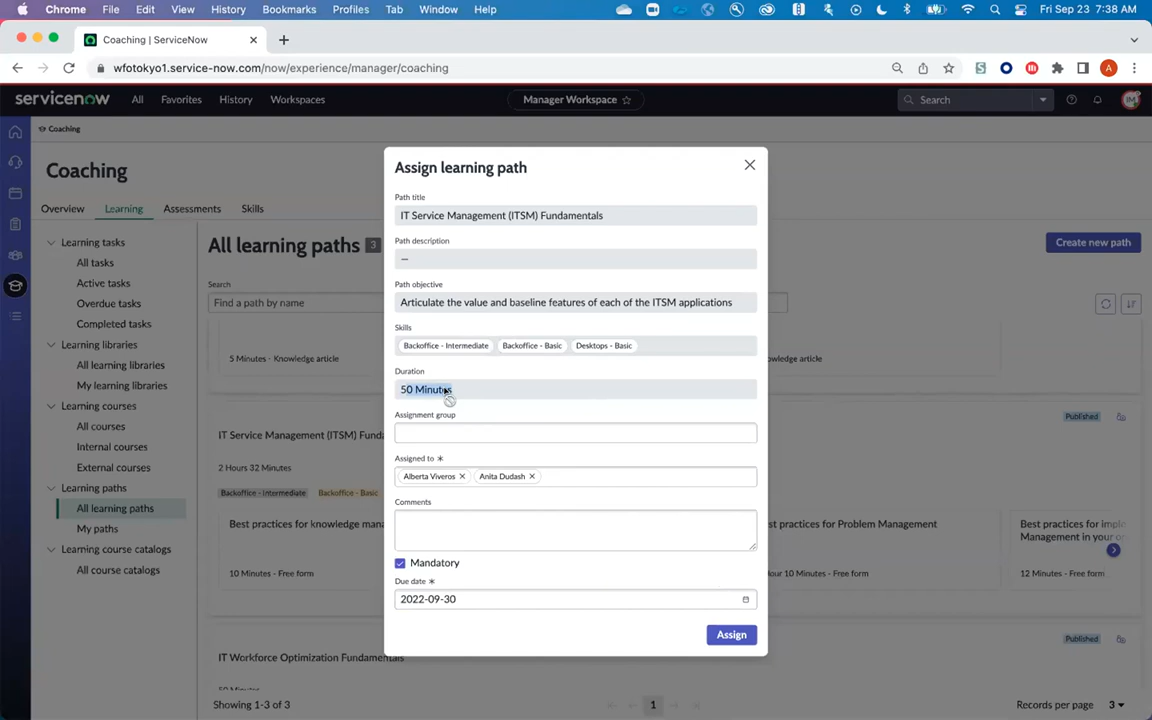 Chrome File Edit View History Bookmarks Profiles Tab Window Help Fri Sep 23 7:38 AM
Coaching | ServiceNow
wfotokyo1.service-now.com/now/experience/manager/coaching
A
servicenow All Favorites History Workspaces Manager Workspace Search IM
Coaching
Coaching
Overview Learning Assessments Skills
Learning tasks
All tasks
Active tasks
Overdue tasks
Completed tasks
Learning libraries
All learning libraries
My learning libraries
Learning courses
All courses
Internal courses
External courses
Learning paths
All learning paths
My paths
Learning course catalogs
All course catalogs
All learning paths 3
Create new path
Search
Find a path by name
5 Minutes - Knowledge article
wledge article
Published
IT Service Management (ITSM) Funda
2 Hours 32 Minutes
Backoffice - Intermediate Backoffice - Basic
Best practices for knowledge mana
10 Minutes - Free form
st practices for Problem Management
our 10 Minutes - Free form
Best practices for imple
Management in your or
12 Minutes - Free form
Published
IT Workforce Optimization Fundamentals
50 Minutes
Showing 1-3 of 3
1
Records per page 3
Assign learning path
Path title
IT Service Management (ITSM) Fundamentals
Path description
—
Path objective
Articulate the value and baseline features of each of the ITSM applications
Skills
Backoffice - Intermediate Backoffice - Basic Desktops - Basic
Duration
50 Minutes
Assignment group
Assigned to *
Alberta Viveros Anita Dudash
Comments
Mandatory
Due date *
2022-09-30
Assign